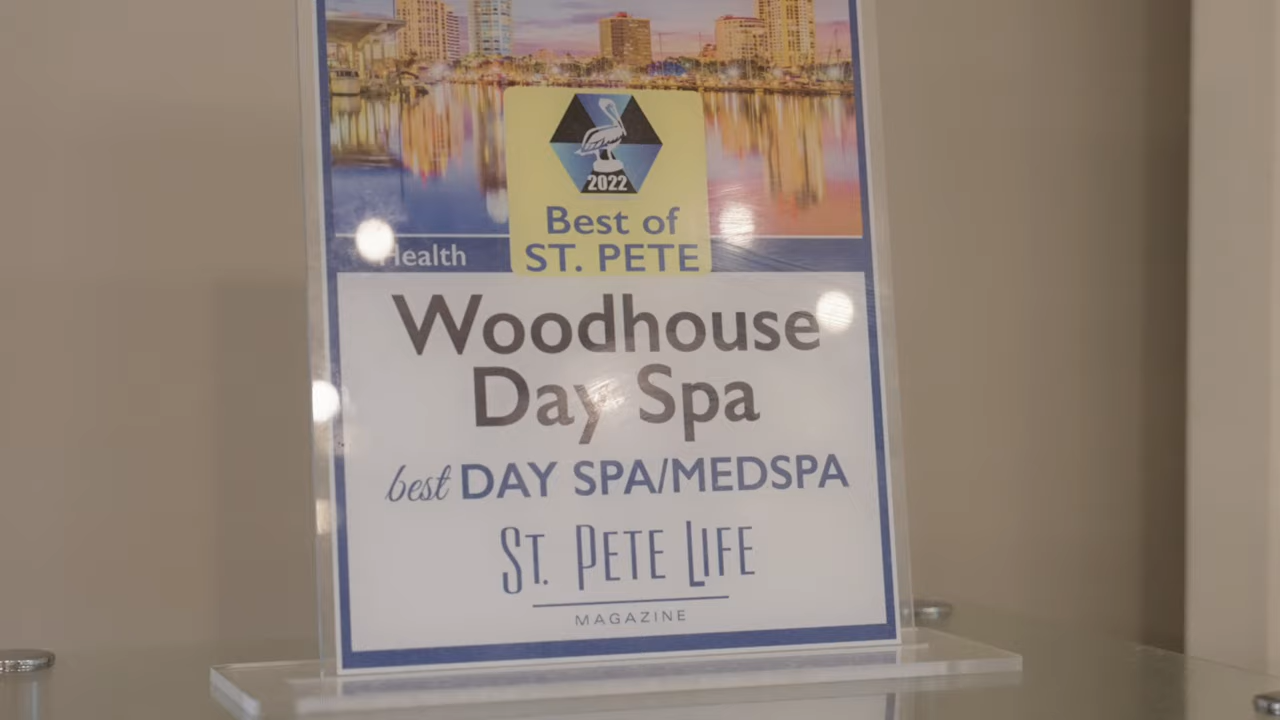 2022
Best of
ST. PETE
Health
Woodhouse
Day Spa
best DAY SPA/MEDSPA
ST. PETE LIFE
MAGAZINE